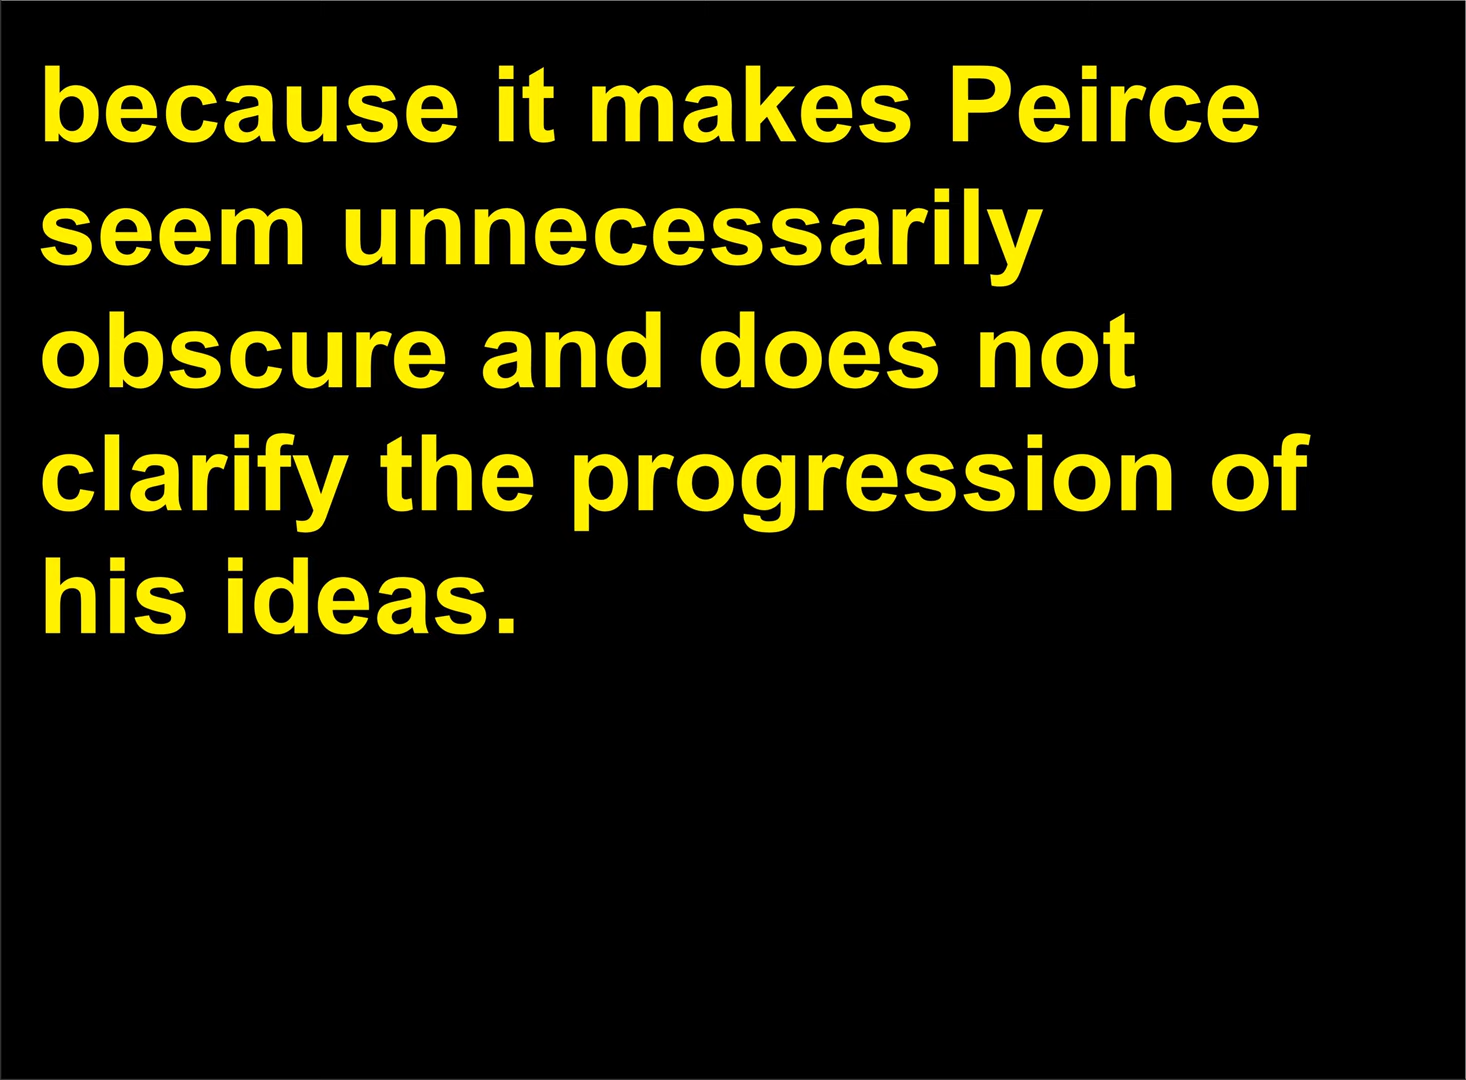 because it makes Peirce
seem unnecessarily
obscure and does not
clarify the progression of
his ideas.